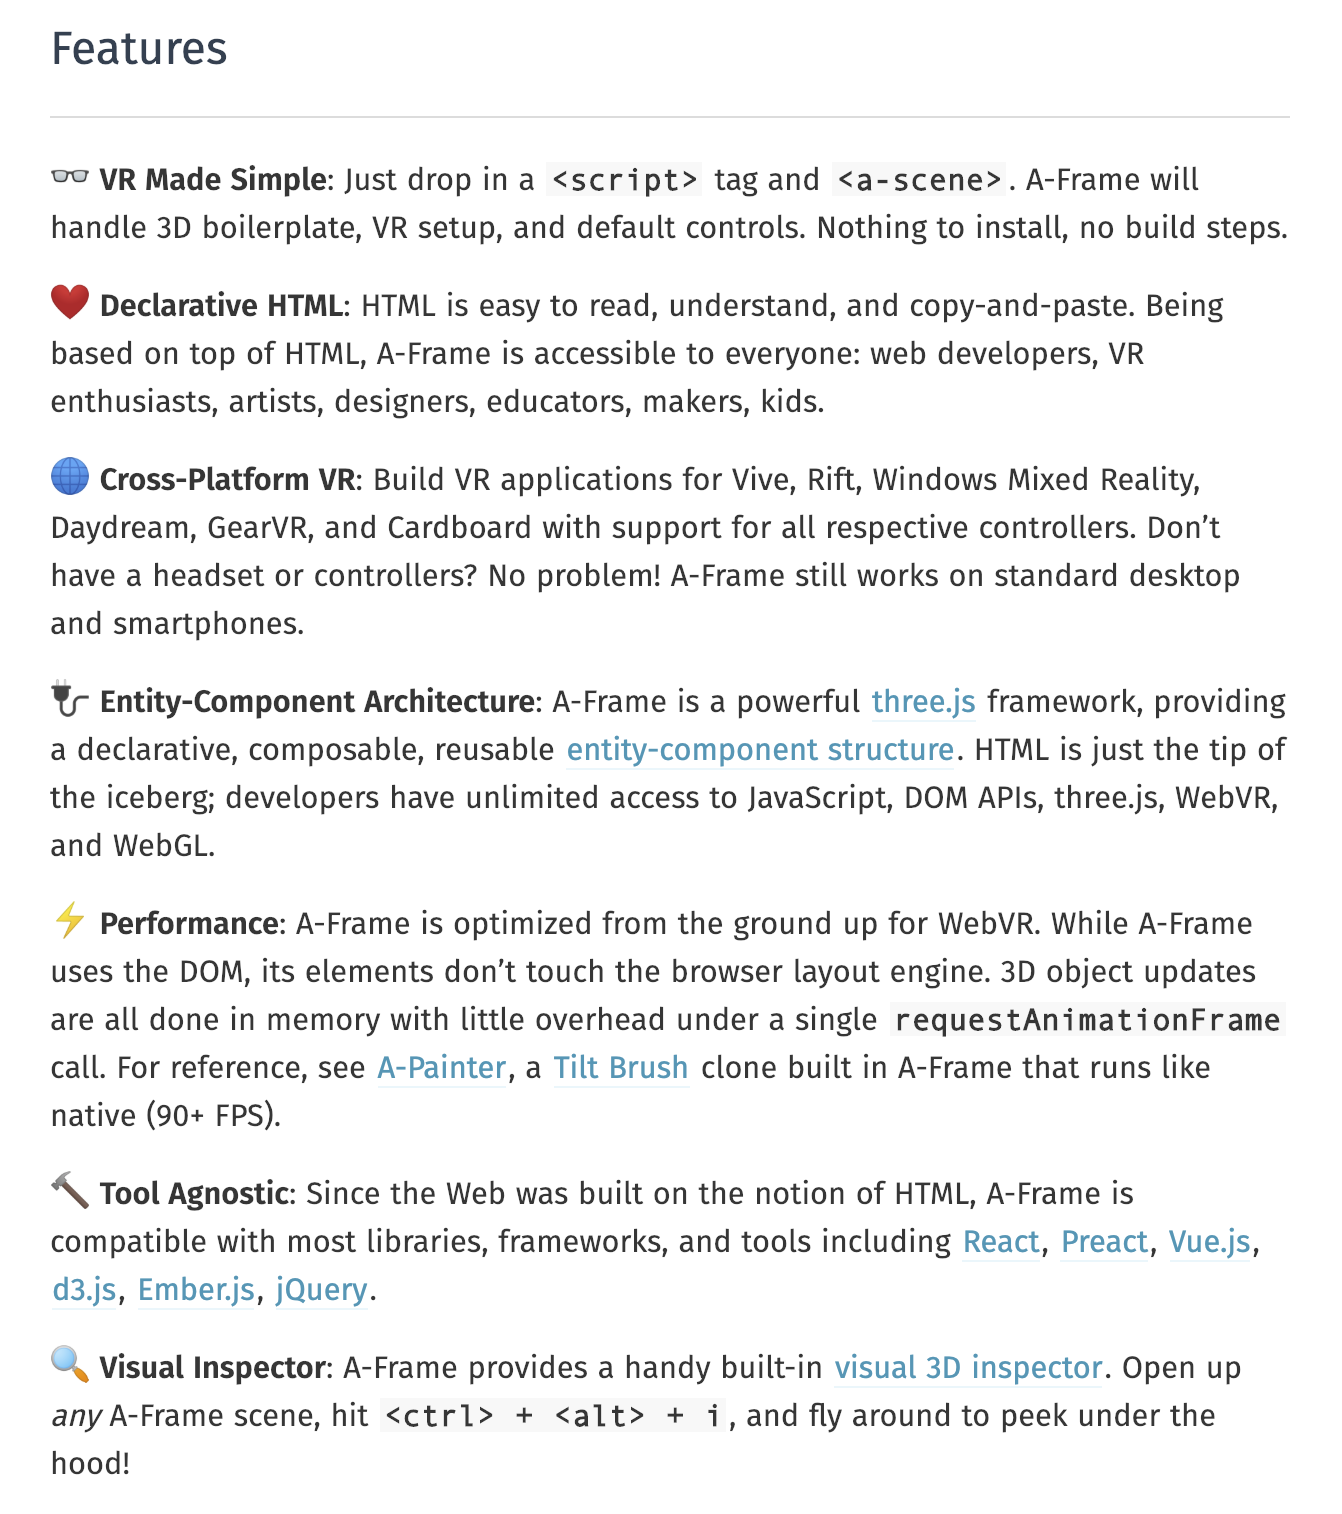 Features
👓 VR Made Simple: Just drop in a <script> tag and <a-scene>. A-Frame will
handle 3D boilerplate, VR setup, and default controls. Nothing to install, no build steps.
❤️ Declarative HTML: HTML is easy to read, understand, and copy-and-paste. Being
based on top of HTML, A-Frame is accessible to everyone: web developers, VR
enthusiasts, artists, designers, educators, makers, kids.
🌐 Cross-Platform VR: Build VR applications for Vive, Rift, Windows Mixed Reality,
Daydream, GearVR, and Cardboard with support for all respective controllers. Don’t
have a headset or controllers? No problem! A-Frame still works on standard desktop
and smartphones.
🔌 Entity-Component Architecture: A-Frame is a powerful three.js framework, providing
a declarative, composable, reusable entity-component structure. HTML is just the tip of
the iceberg; developers have unlimited access to JavaScript, DOM APIs, three.js, WebVR,
and WebGL.
⚡ Performance: A-Frame is optimized from the ground up for WebVR. While A-Frame
uses the DOM, its elements don’t touch the browser layout engine. 3D object updates
are all done in memory with little overhead under a single requestAnimationFrame
call. For reference, see A-Painter, a Tilt Brush clone built in A-Frame that runs like
native (90+ FPS).
🔨 Tool Agnostic: Since the Web was built on the notion of HTML, A-Frame is
compatible with most libraries, frameworks, and tools including React, Preact, Vue.js,
d3.js, Ember.js, jQuery.
🔍 Visual Inspector: A-Frame provides a handy built-in visual 3D inspector. Open up
any A-Frame scene, hit <ctrl> + <alt> + i, and fly around to peek under the
hood!